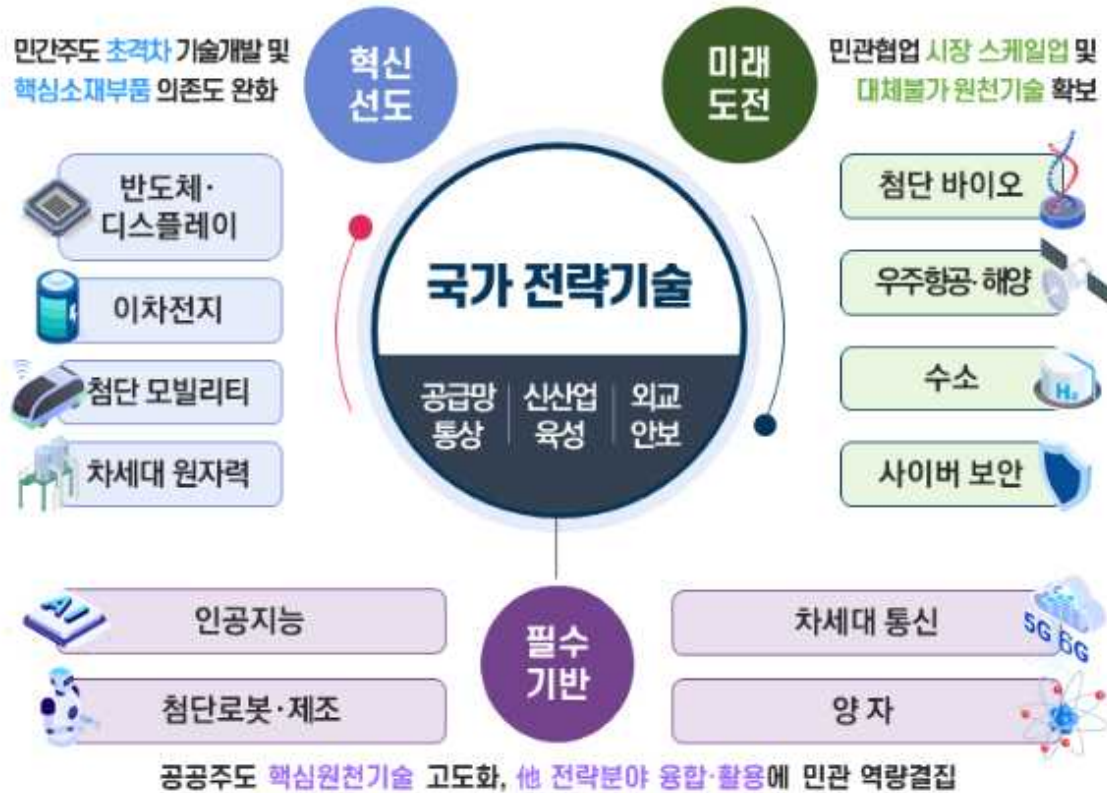 민간주도 초격차 기술개발 및
핵심소재부품 의존도 완화
혁신
선도
반도체·
디스플레이
이차전지
첨단 모빌리티
차세대 원자력
미래
도전
민관협업 시장 스케일업 및
대체불가 원천기술 확보
첨단 바이오
우주항공·해양
수소
H₂
사이버 보안
국가 전략기술
공급망
통상
신산업
육성
외교
안보
필수
기반
AI
인공지능
첨단로봇·제조
차세대 통신
5G 6G
양 자
공공주도 핵심원천기술 고도화, 他 전략분야 융합·활용에 민관 역량결집